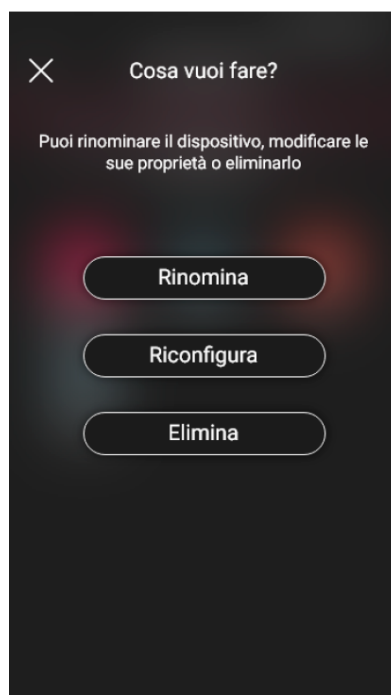 Cosa vuoi fare?
Puoi rinominare il dispositivo, modificare le
sue proprietà o eliminarlo
Rinomina
Riconfigura
Elimina